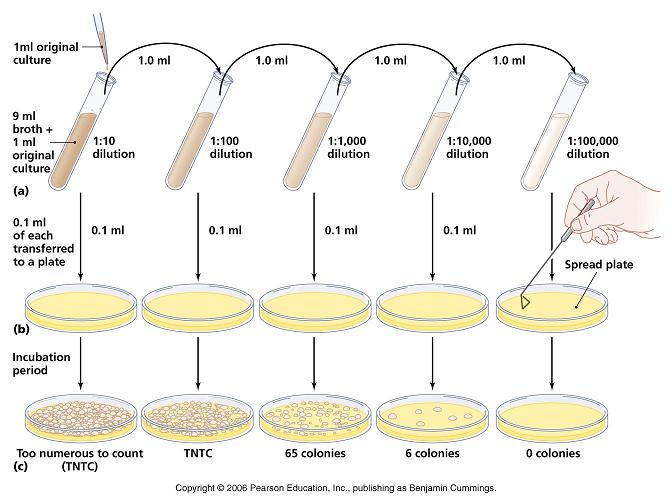 1ml original
culture
1.0 ml
1.0 ml
1.0 ml
1.0 ml
9 ml
broth +
1 ml
original
culture
1:10
dilution
1:100
dilution
1:1,000
dilution
1:10,000
dilution
1:100,000
dilution
(a)
0.1 ml
of each
transferred
to a plate
0.1 ml
0.1 ml
0.1 ml
0.1 ml
Spread plate
(b)
Incubation
period
Too numerous to count
(TNTC)
TNTC
65 colonies
6 colonies
0 colonies
(c)
Copyright © 2006 Pearson Education, Inc., publishing as Benjamin Cummings.